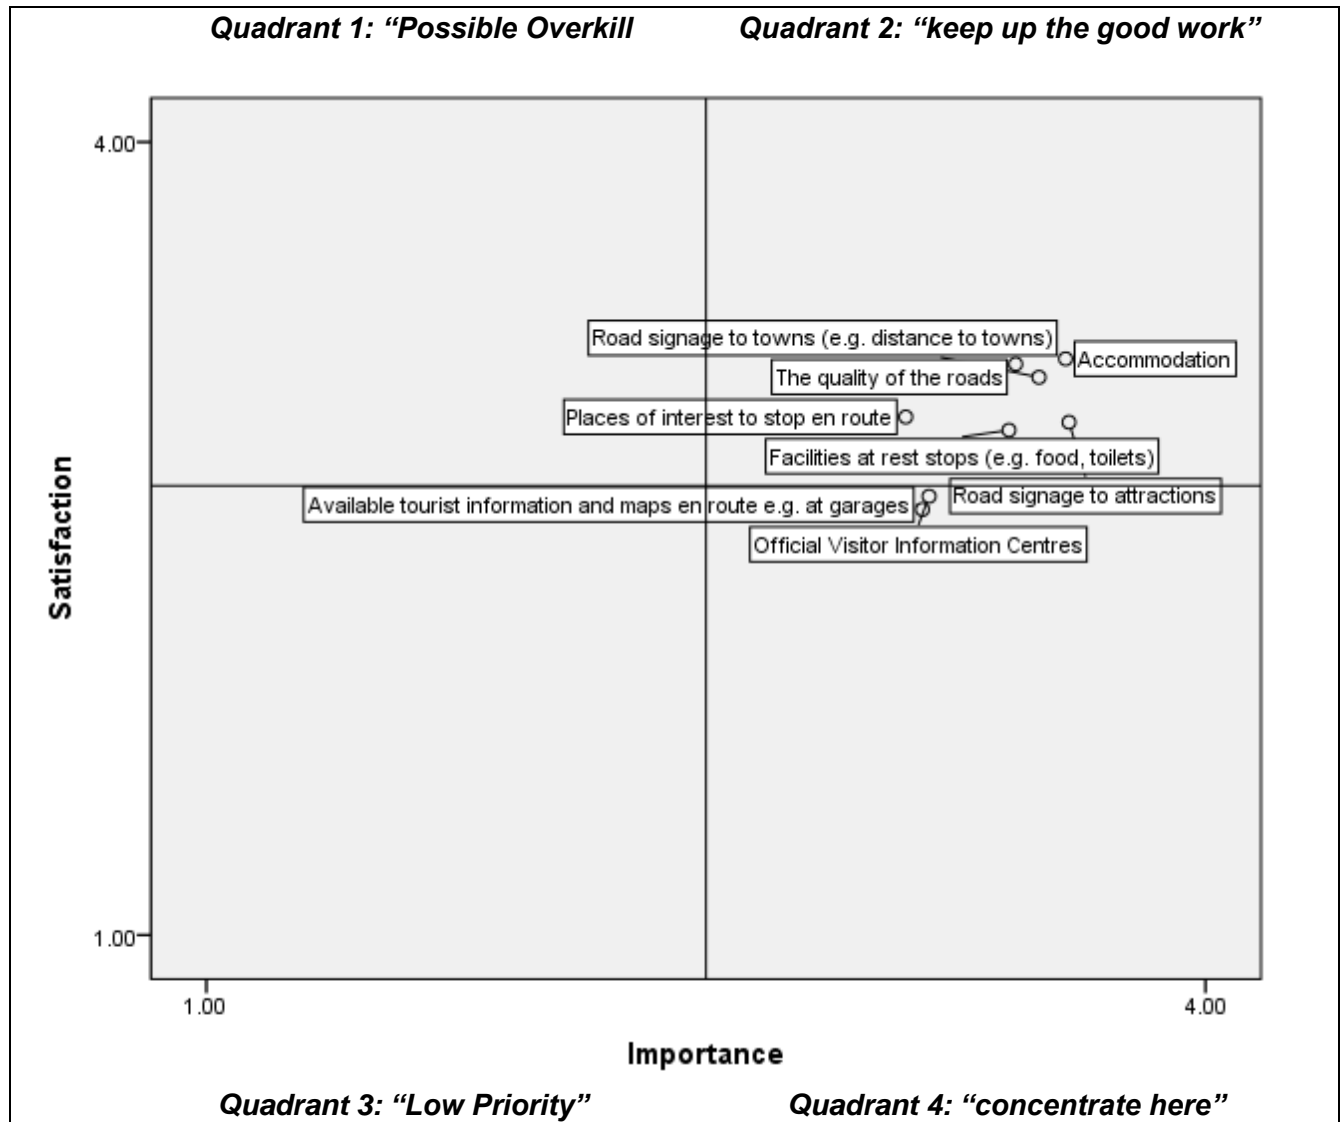 Quadrant 1: “Possible Overkill
Quadrant 2: “keep up the good work”
4.00
Road signage to towns (e.g. distance to towns)
Accommodation
The quality of the roads
Places of interest to stop en route
Facilities at rest stops (e.g. food, toilets)
Road signage to attractions
Available tourist information and maps en route e.g. at garages
Official Visitor Information Centres
Satisfaction
1.00
1.00
4.00
Importance
Quadrant 3: “Low Priority”
Quadrant 4: “concentrate here”